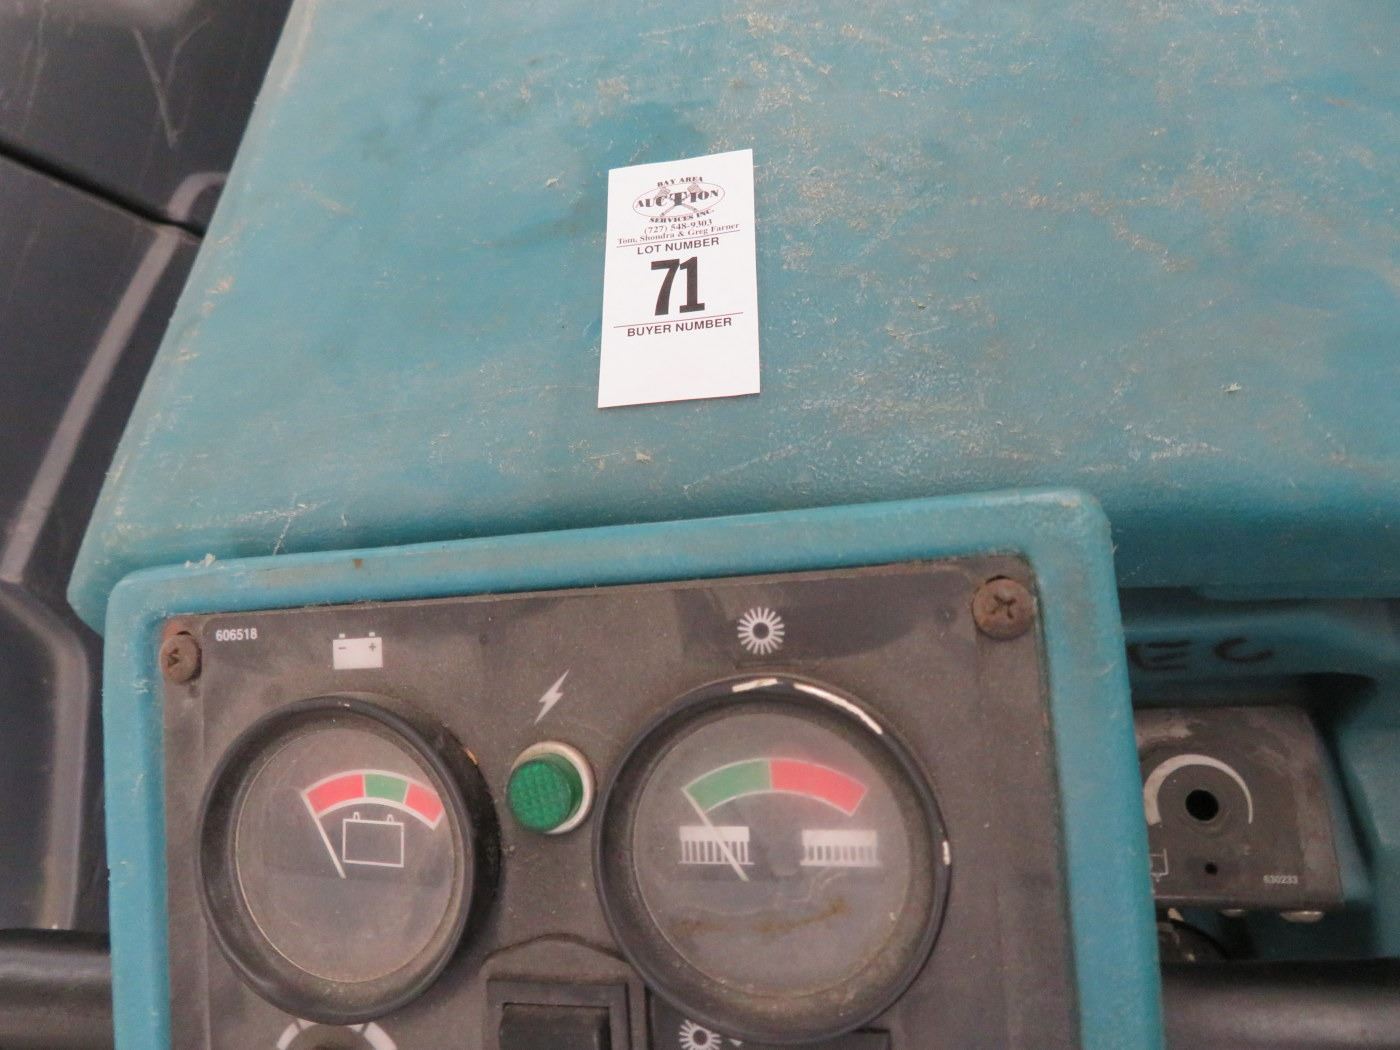 BAY AREA
AUCTION
SERVICES INC.
(727) 548-9303
Tom, Shondra & Greg Farner
LOT NUMBER
71
BUYER NUMBER
606518
EC
630233